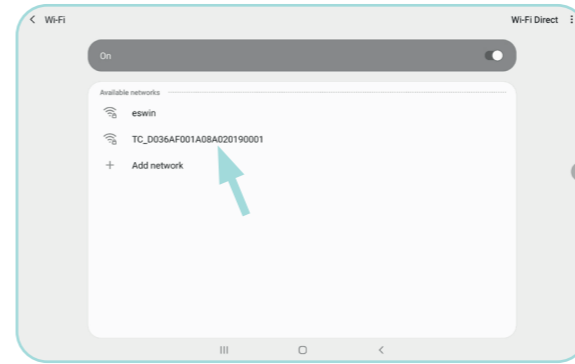 Wi-Fi
Wi-Fi Direct
On
Available networks
eswin
TC_D036AF001A08A020190001
Add network